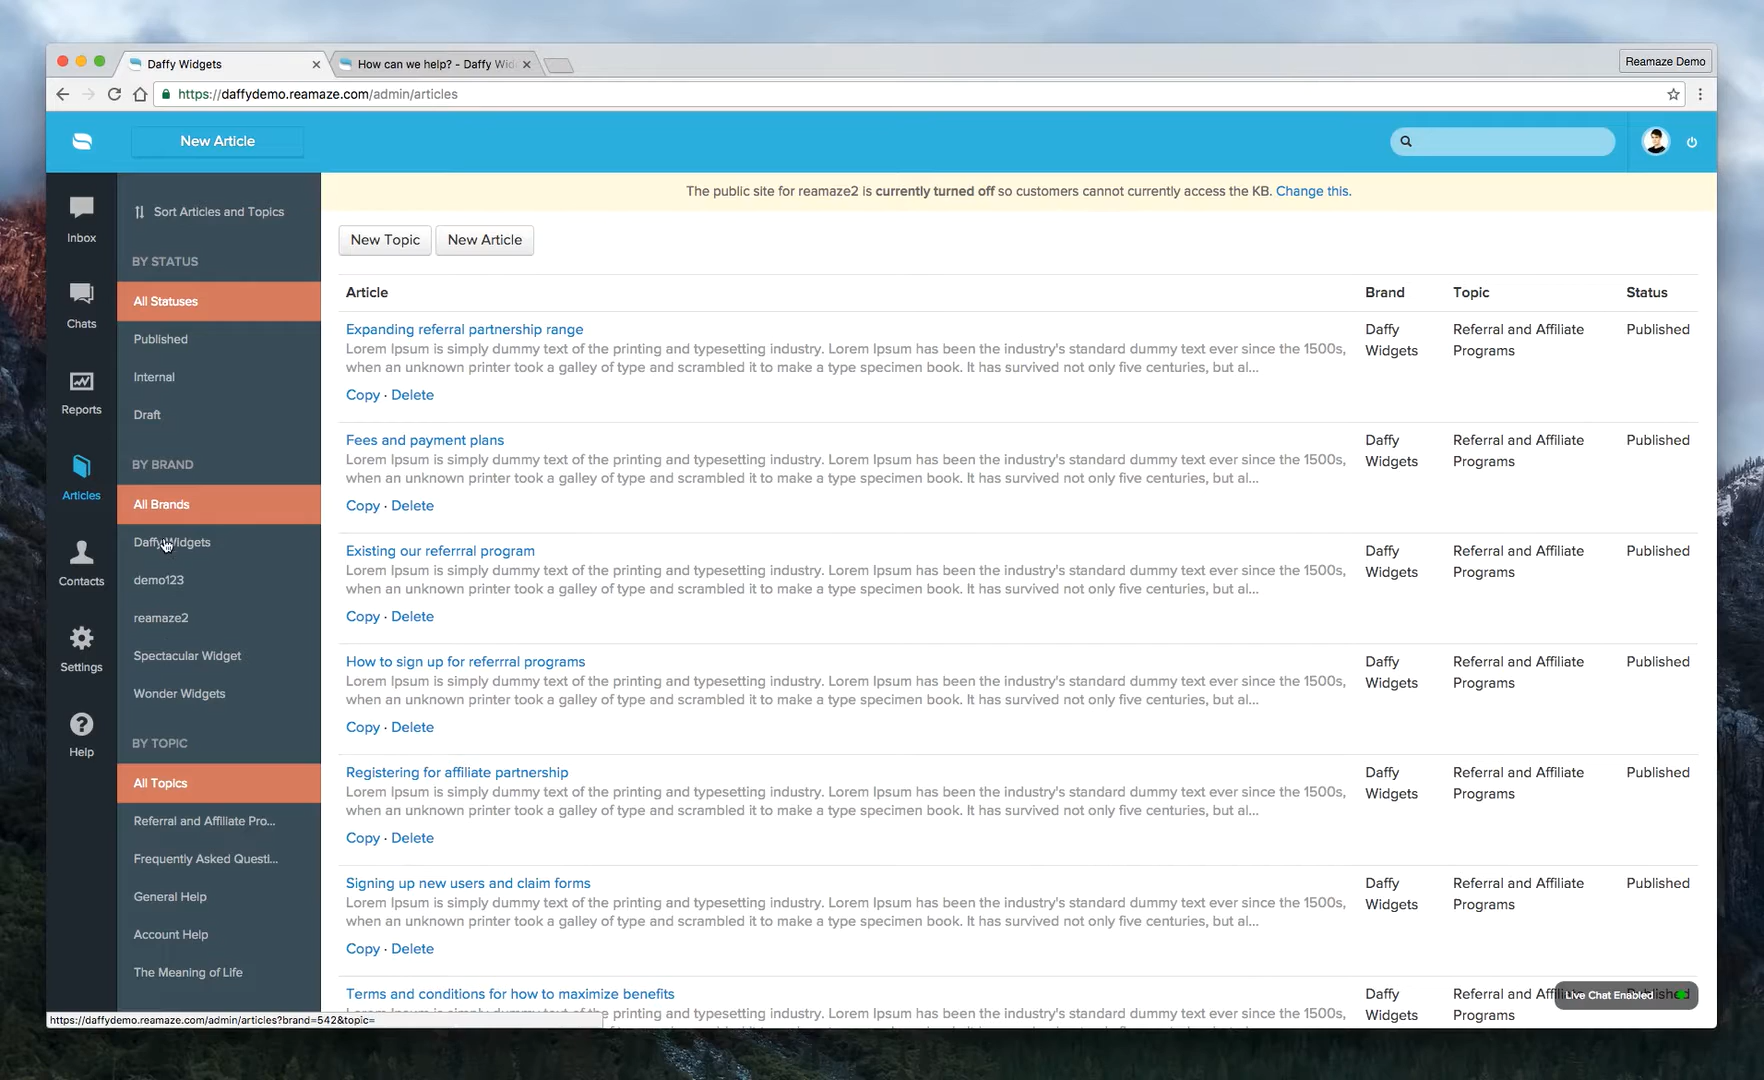 Daffy Widgets
How can we help? - Daffy Wid
Reamaze Demo
https://daffydemo.reamaze.com/admin/articles
New Article
The public site for reamaze2 is currently turned off so customers cannot currently access the KB. Change this.
Inbox
Chats
Reports
Articles
Contacts
Settings
Help
Sort Articles and Topics
BY STATUS
All Statuses
Published
Internal
Draft
BY BRAND
All Brands
Daffy Widgets
demo123
reamaze2
Spectacular Widget
Wonder Widgets
BY TOPIC
All Topics
Referral and Affiliate Pro...
Frequently Asked Questi...
General Help
Account Help
The Meaning of Life
New Topic New Article
Article Brand Topic Status
Expanding referral partnership range Daffy Referral and Affiliate Published
Lorem Ipsum is simply dummy text of the printing and typesetting industry. Lorem Ipsum has been the industry's standard dummy text ever since the 1500s, Widgets Programs
when an unknown printer took a galley of type and scrambled it to make a type specimen book. It has survived not only five centuries, but al...
Copy · Delete
Fees and payment plans Daffy Referral and Affiliate Published
Lorem Ipsum is simply dummy text of the printing and typesetting industry. Lorem Ipsum has been the industry's standard dummy text ever since the 1500s, Widgets Programs
when an unknown printer took a galley of type and scrambled it to make a type specimen book. It has survived not only five centuries, but al...
Copy · Delete
Existing our referrral program Daffy Referral and Affiliate Published
Lorem Ipsum is simply dummy text of the printing and typesetting industry. Lorem Ipsum has been the industry's standard dummy text ever since the 1500s, Widgets Programs
when an unknown printer took a galley of type and scrambled it to make a type specimen book. It has survived not only five centuries, but al...
Copy · Delete
How to sign up for referrral programs Daffy Referral and Affiliate Published
Lorem Ipsum is simply dummy text of the printing and typesetting industry. Lorem Ipsum has been the industry's standard dummy text ever since the 1500s, Widgets Programs
when an unknown printer took a galley of type and scrambled it to make a type specimen book. It has survived not only five centuries, but al...
Copy · Delete
Registering for affiliate partnership Daffy Referral and Affiliate Published
Lorem Ipsum is simply dummy text of the printing and typesetting industry. Lorem Ipsum has been the industry's standard dummy text ever since the 1500s, Widgets Programs
when an unknown printer took a galley of type and scrambled it to make a type specimen book. It has survived not only five centuries, but al...
Copy · Delete
Signing up new users and claim forms Daffy Referral and Affiliate Published
Lorem Ipsum is simply dummy text of the printing and typesetting industry. Lorem Ipsum has been the industry's standard dummy text ever since the 1500s, Widgets Programs
when an unknown printer took a galley of type and scrambled it to make a type specimen book. It has survived not only five centuries, but al...
Copy · Delete
Terms and conditions for how to maximize benefits Daffy Referral and
Lorem Ipsum is simply dummy text of the printing and typesetting industry. Lorem Ipsum has been the industry's standard dummy text ever since the 1500s, Widgets Programs
Live Chat Enabled
https://daffydemo.reamaze.com/admin/articles?brand=542&topic=